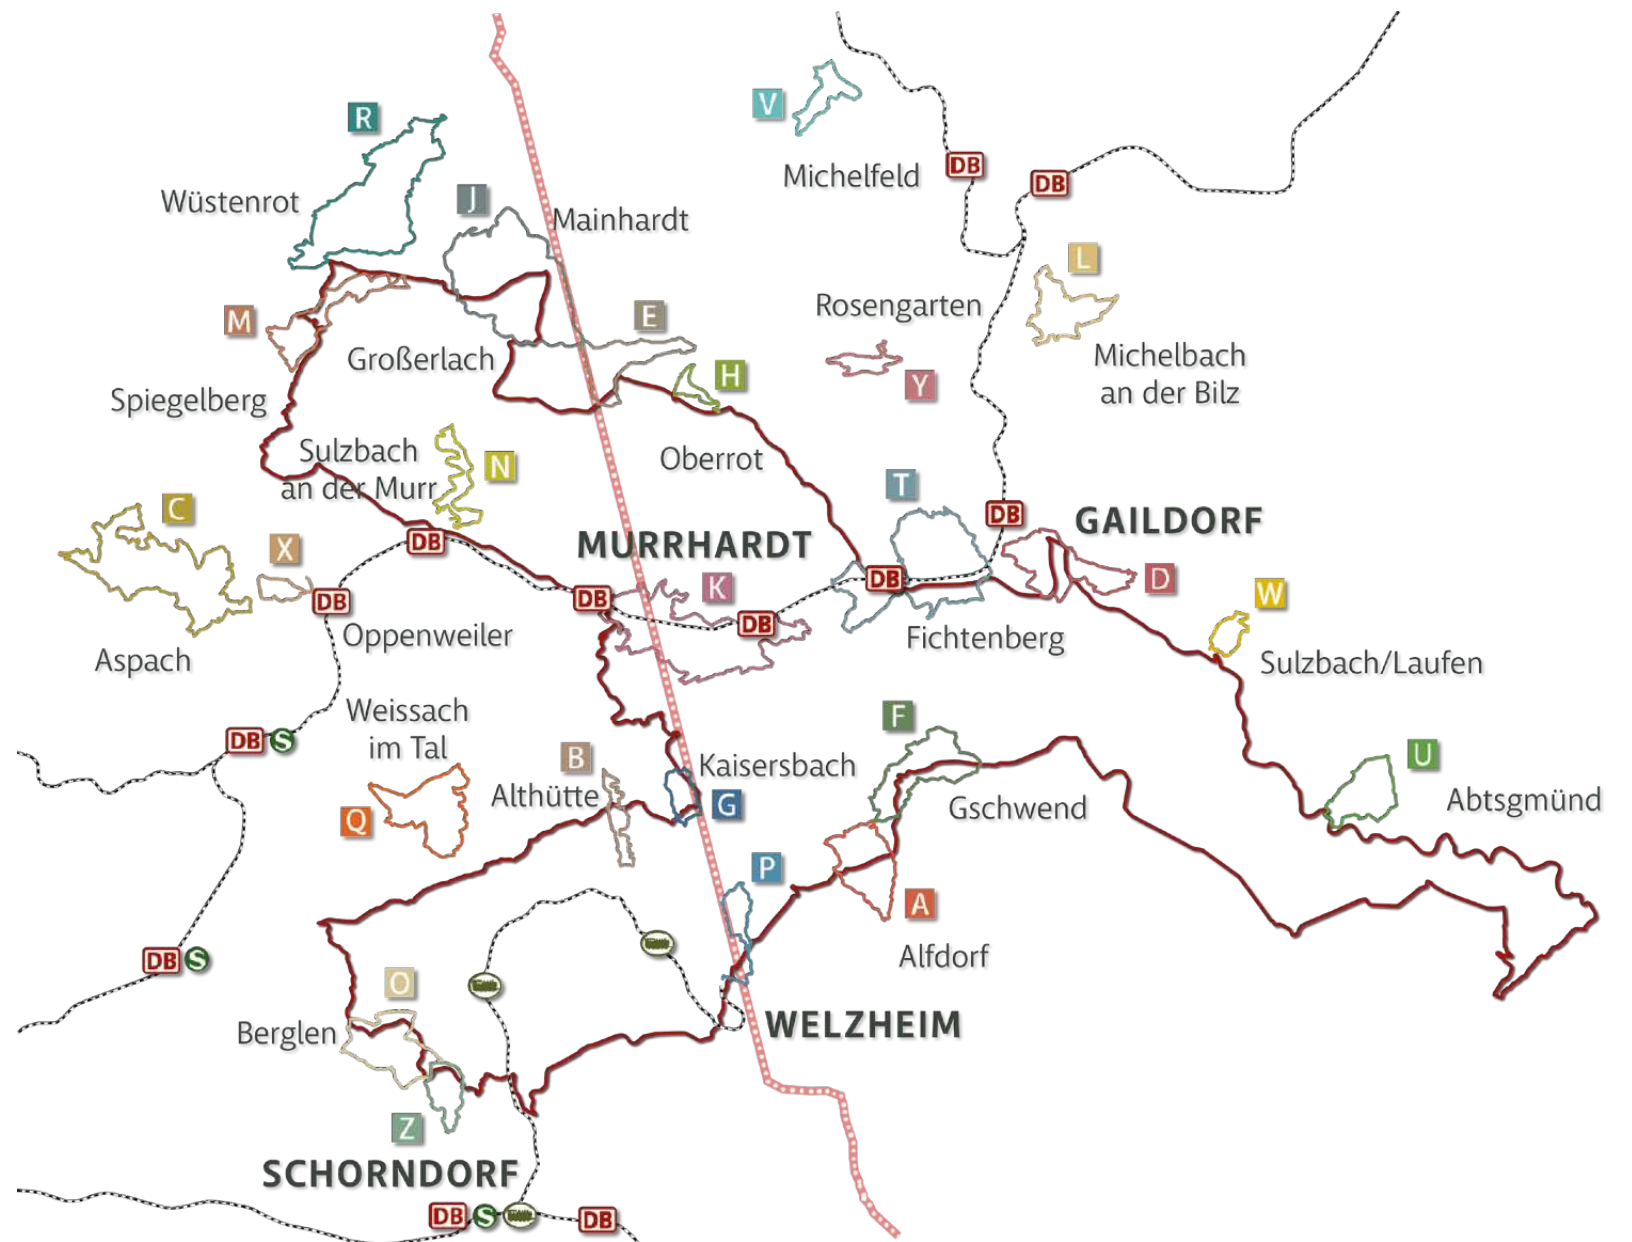 V
R
DB
Michelfeld
DB
Wüstenrot
J
Mainhardt
L
Rosengarten
M
E
Großerlach
Michelbach
an der Bilz
H
Y
Spiegelberg
Sulzbach
an der Murr
N
Oberrot
T
C
DB
GAILDORF
X
DB
MURRHARDT
DB
D
K
DB
DB
W
DB
Oppenweiler
Fichtenberg
Aspach
Sulzbach/Laufen
Weissach
im Tal
F
DB
S
B
Kaisersbach
U
Althütte
G
Gschwend
Abtsgmünd
Q
P
A
Alfdorf
DB
S
O
Berglen
WELZHEIM
Z
SCHORNDORF
DB
S
DB